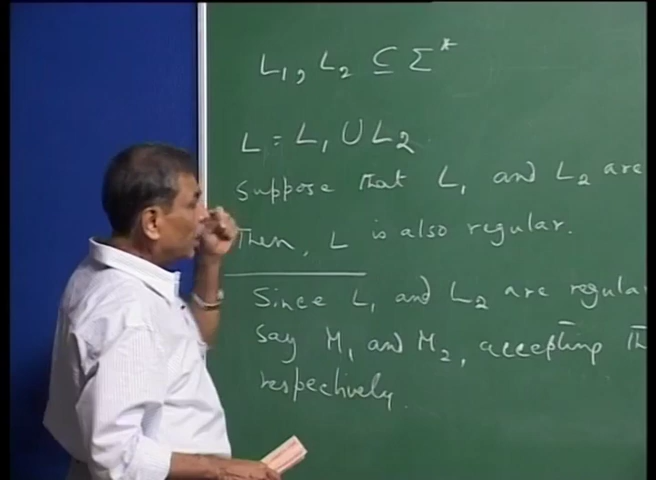 L₁, L₂ ⊆ Σ*
L = L₁ ∪ L₂
Suppose that L₁ and L₂ are
Then, L is also regular.
Since L₁ and L₂ are regular
say M₁ and M₂, accepting
respectively.